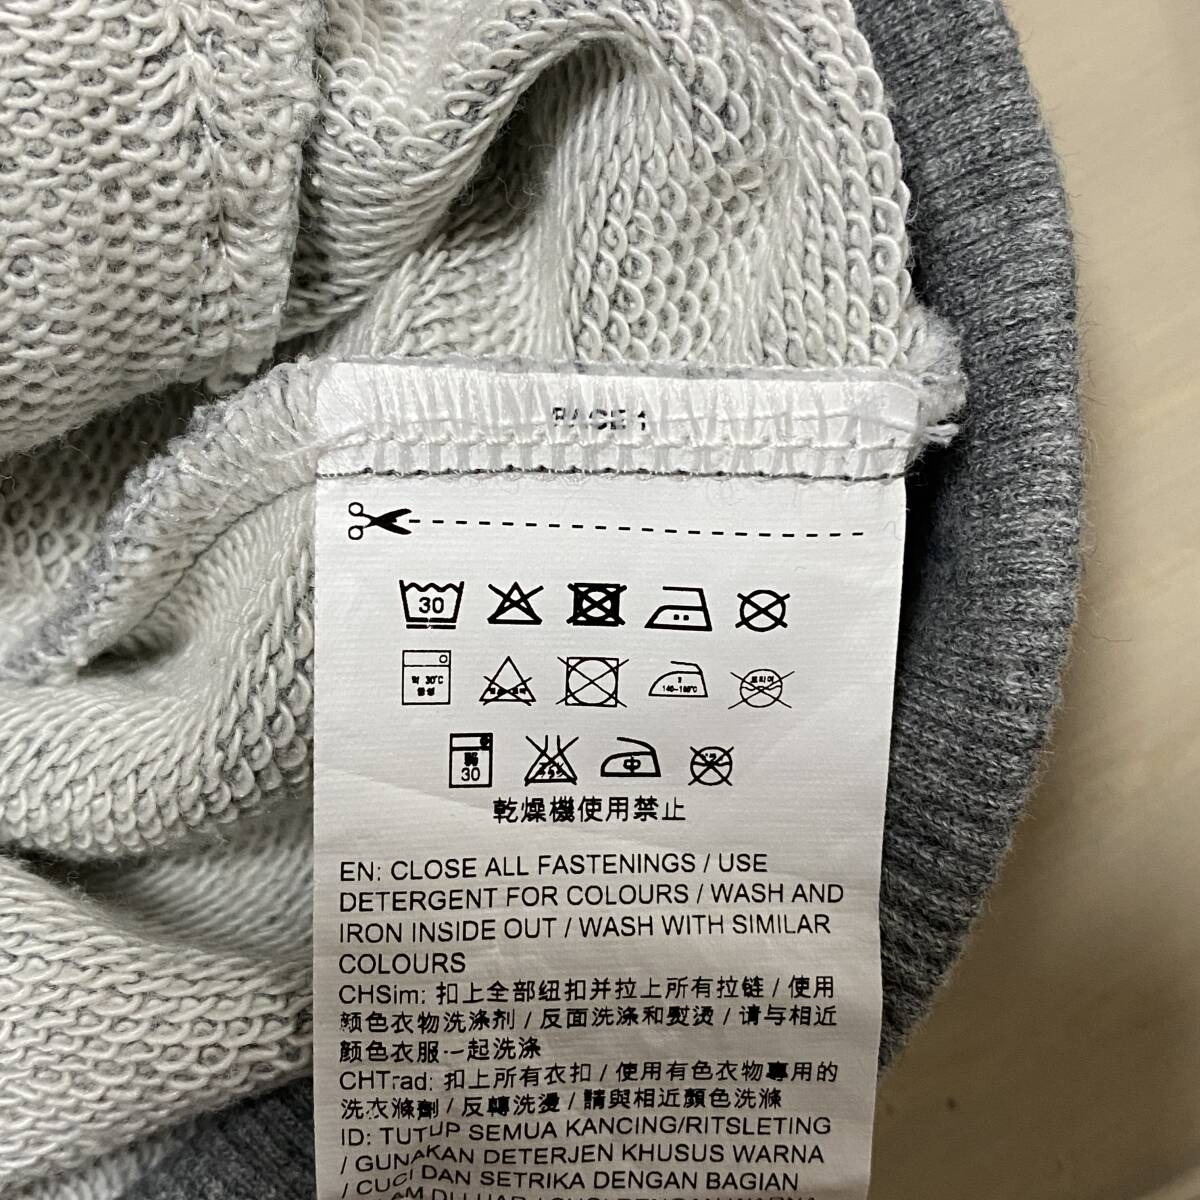 PAGE 1
30
약 30℃
중성
2
140~160℃
드라이
弱
30
中
乾燥機使用禁止
EN: CLOSE ALL FASTENINGS / USE
DETERGENT FOR COLOURS / WASH AND
IRON INSIDE OUT / WASH WITH SIMILAR
COLOURS
CHSim: 扣上全部纽扣并拉上所有拉链 / 使用
颜色衣物洗涤剂 / 反面洗涤和熨烫 / 请与相近
颜色衣服一起洗涤
CHTrad: 扣上所有衣扣 / 使用有色衣物專用的
洗衣滌劑 / 反轉洗燙 / 請與相近顏色洗滌
ID: TUTUP SEMUA KANCING/RITSLETING
/ GUNAKAN DETERJEN KHUSUS WARNA
/ CUCI DAN SETRIKA DENGAN BAGIAN